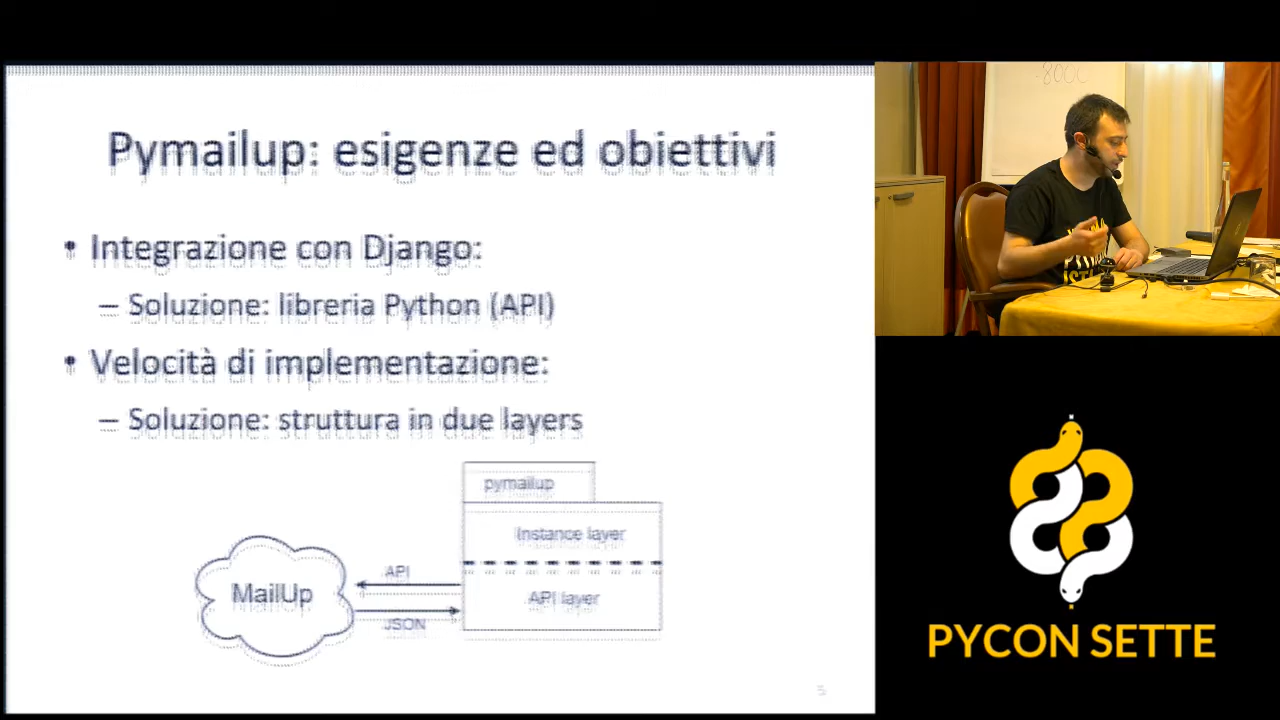 Pymailup: esigenze ed obiettivi
• Integrazione con Django:
– Soluzione: libreria Python (API)
• Velocità di implementazione:
– Soluzione: struttura in due layers
pymailup
Instance layer
API layer
MailUp
API
JSON
5
PYCON SETTE